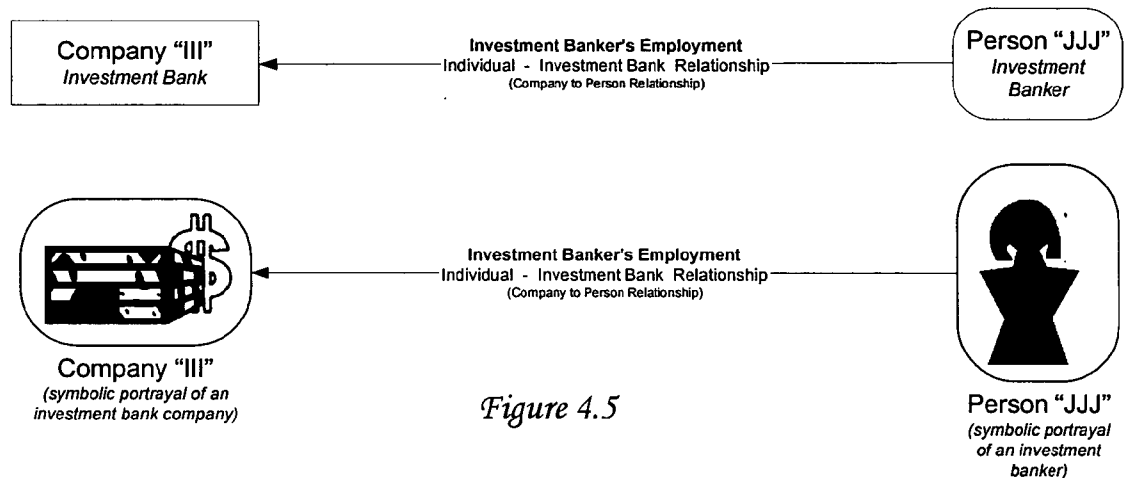 Company “III”
Investment Bank
Investment Banker's Employment
Individual - Investment Bank Relationship
(Company to Person Relationship)
Person “JJJ”
Investment
Banker
$
Investment Banker's Employment
Individual - Investment Bank Relationship
(Company to Person Relationship)
Company “III”
(symbolic portrayal of an
investment bank company)
Figure 4.5
Person “JJJ”
(symbolic portrayal
of an investment
banker)